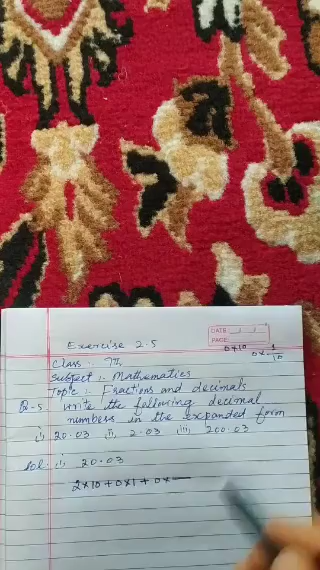 Exercise 2.5
DATE: / /
PAGE:
0×10
0× 1/10
Class :- 7th
Subject :- Mathematics
Topic : Fractions and decimals
Q-5. Write the following decimal
numbers in the expanded form
i) 20.03 ii) 2.03 iii) 200.03
Sol: i) 20.03
2×10 + 0×1 + 0×—